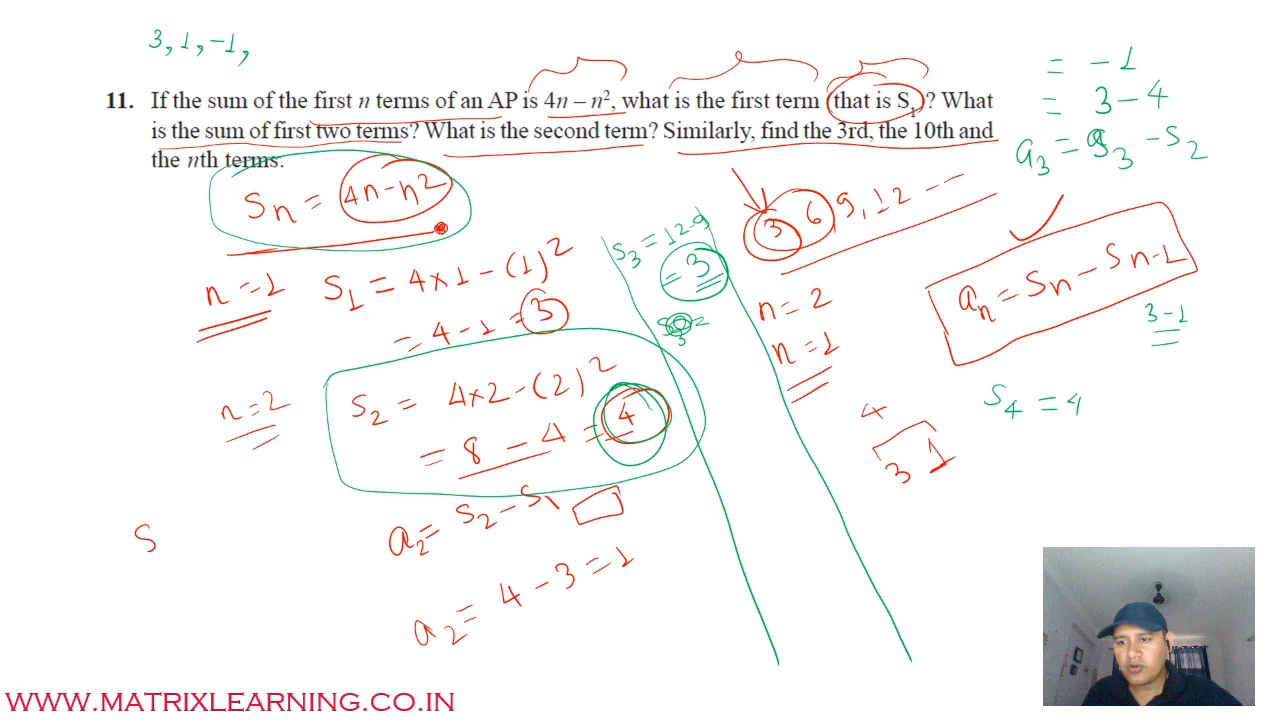 3, 1, -1,
11. If the sum of the first n terms of an AP is 4n – n², what is the first term (that is S₁)? What
is the sum of first two terms? What is the second term? Similarly, find the 3rd, the 10th and
the nth terms.
= -1
= 3-4
a₃ = S₃ - S₂
Sₙ = 4n-n²
3 6 9, 12 --
n=1 S₁ = 4×1-(1)²
= 4-1 = 3
S₃ = 12-9
= 3
n=2
n=1
aₙ = Sₙ - Sₙ₋₁
3-1
n=2 S₂ = 4×2-(2)²
= 8 - 4 = 4
S₄ = 4
4
3 1
S
a₂ = S₂ - S₁
a₂ = 4-3 = 1
WWW.MATRIXLEARNING.CO.IN